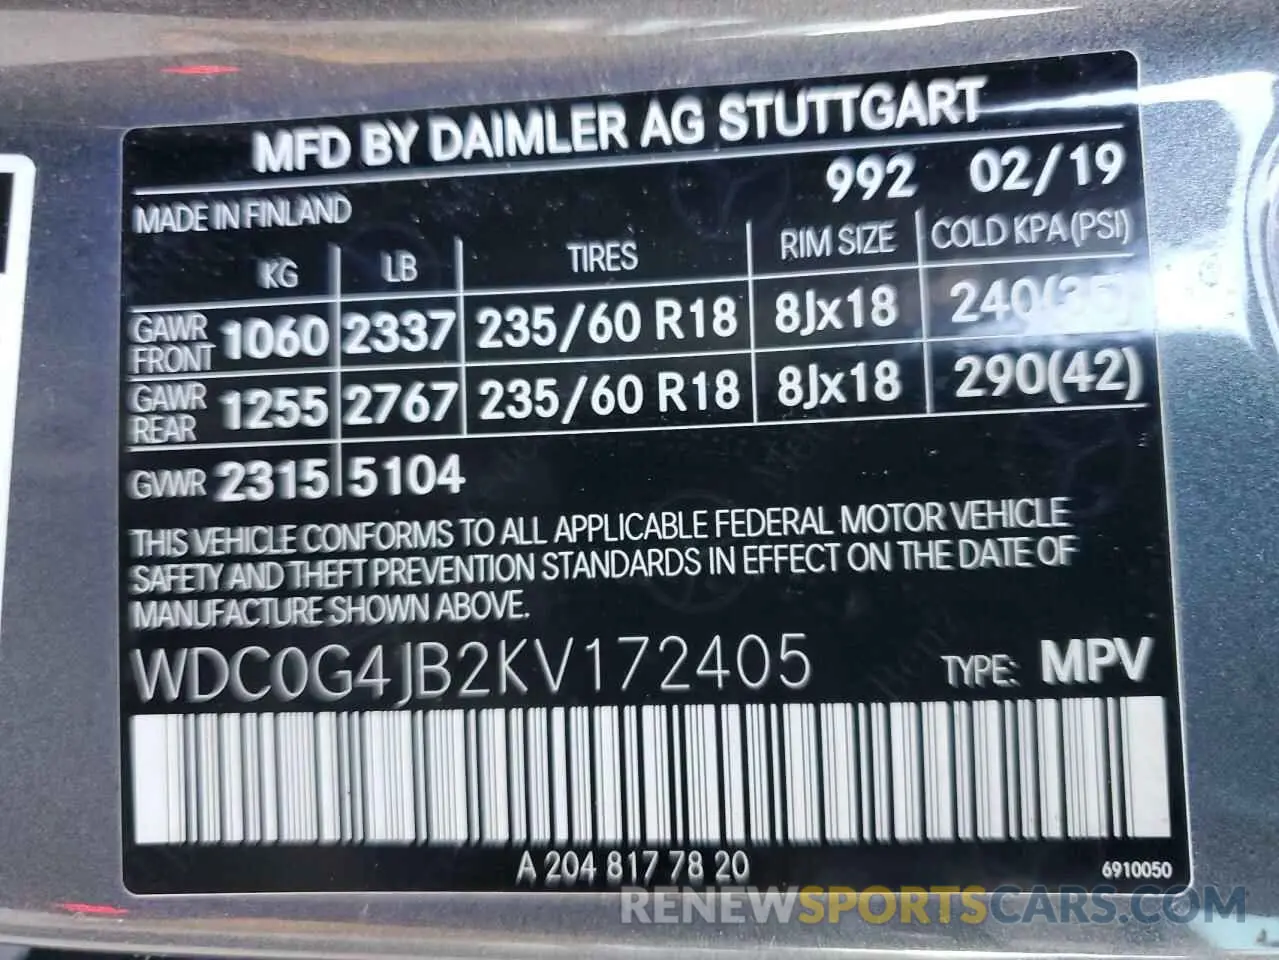 MFD BY DAIMLER AG STUTTGART
992 02/19
MADE IN FINLAND
KG LB TIRES RIM SIZE COLD KPA (PSI)
GAWR FRONT 1060 2337 235/60 R18 8Jx18 240(35)
GAWR REAR 1255 2767 235/60 R18 8Jx18 290(42)
GVWR 2315 5104
THIS VEHICLE CONFORMS TO ALL APPLICABLE FEDERAL MOTOR VEHICLE
SAFETY AND THEFT PREVENTION STANDARDS IN EFFECT ON THE DATE OF
MANUFACTURE SHOWN ABOVE.
WDC0G4JB2KV172405 TYPE: MPV
A 204 817 78 20
6910050
RENEWSPORTSCARS.COM